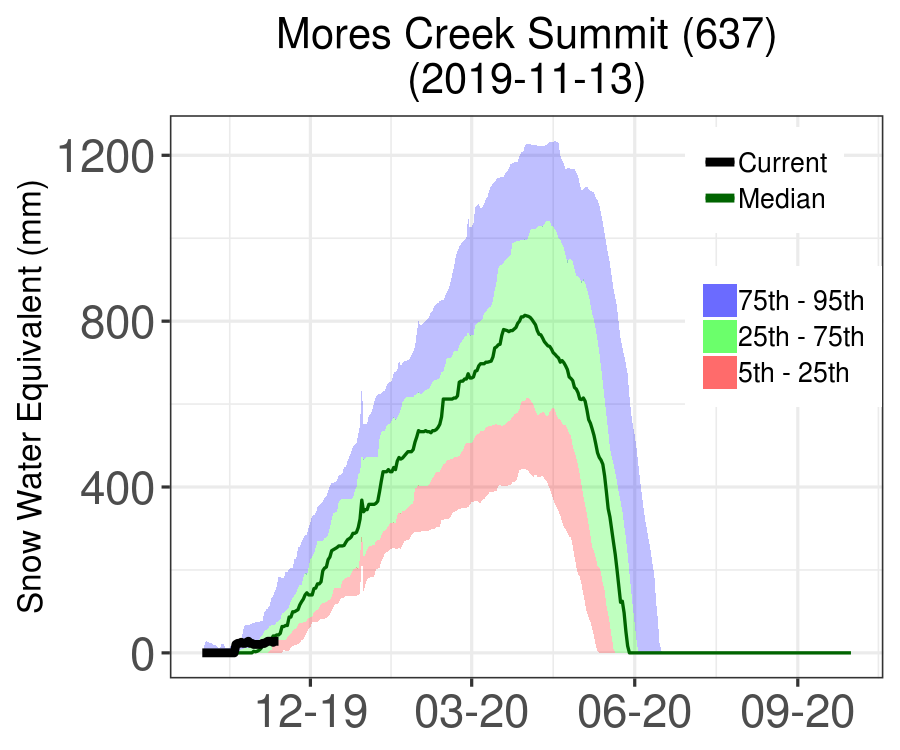 Mores Creek Summit (637)
(2019-11-13)
Snow Water Equivalent (mm)
1200
800
400
0
Current
Median
75th - 95th
25th - 75th
5th - 25th
12-19
03-20
06-20
09-20